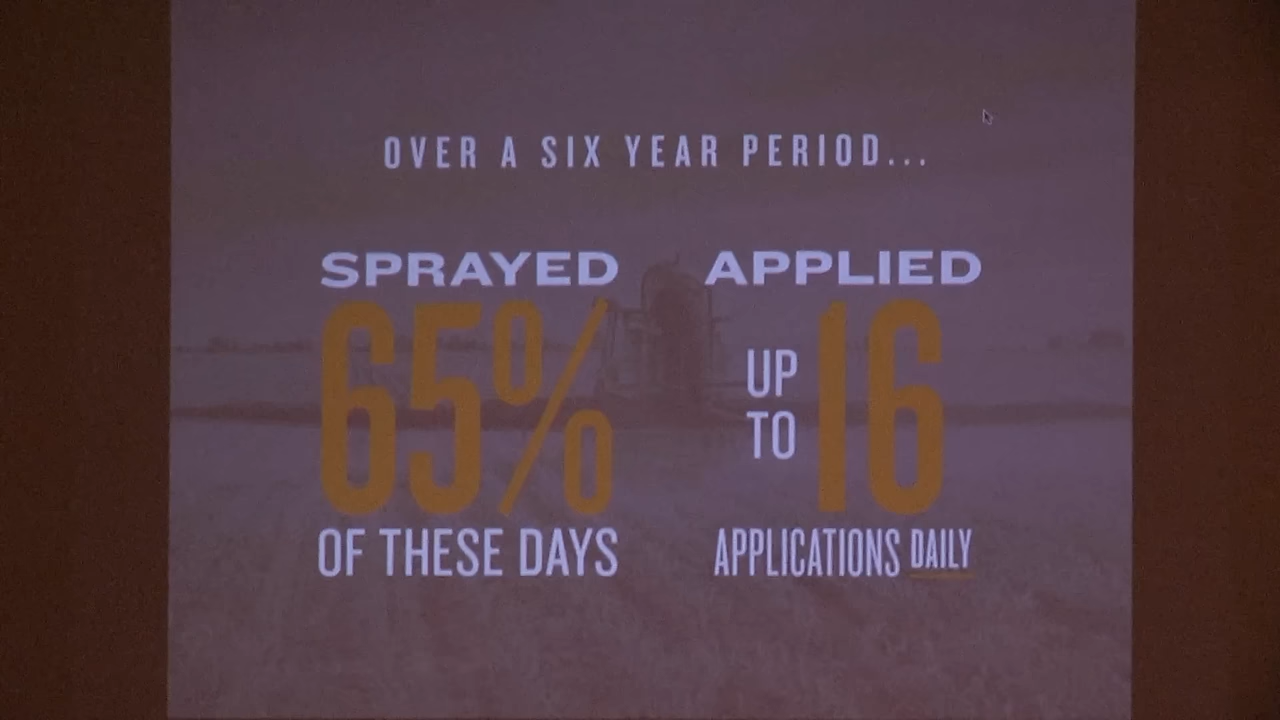 OVER A SIX YEAR PERIOD...
SPRAYED
65%
OF THESE DAYS
APPLIED
UP TO 16
APPLICATIONS DAILY